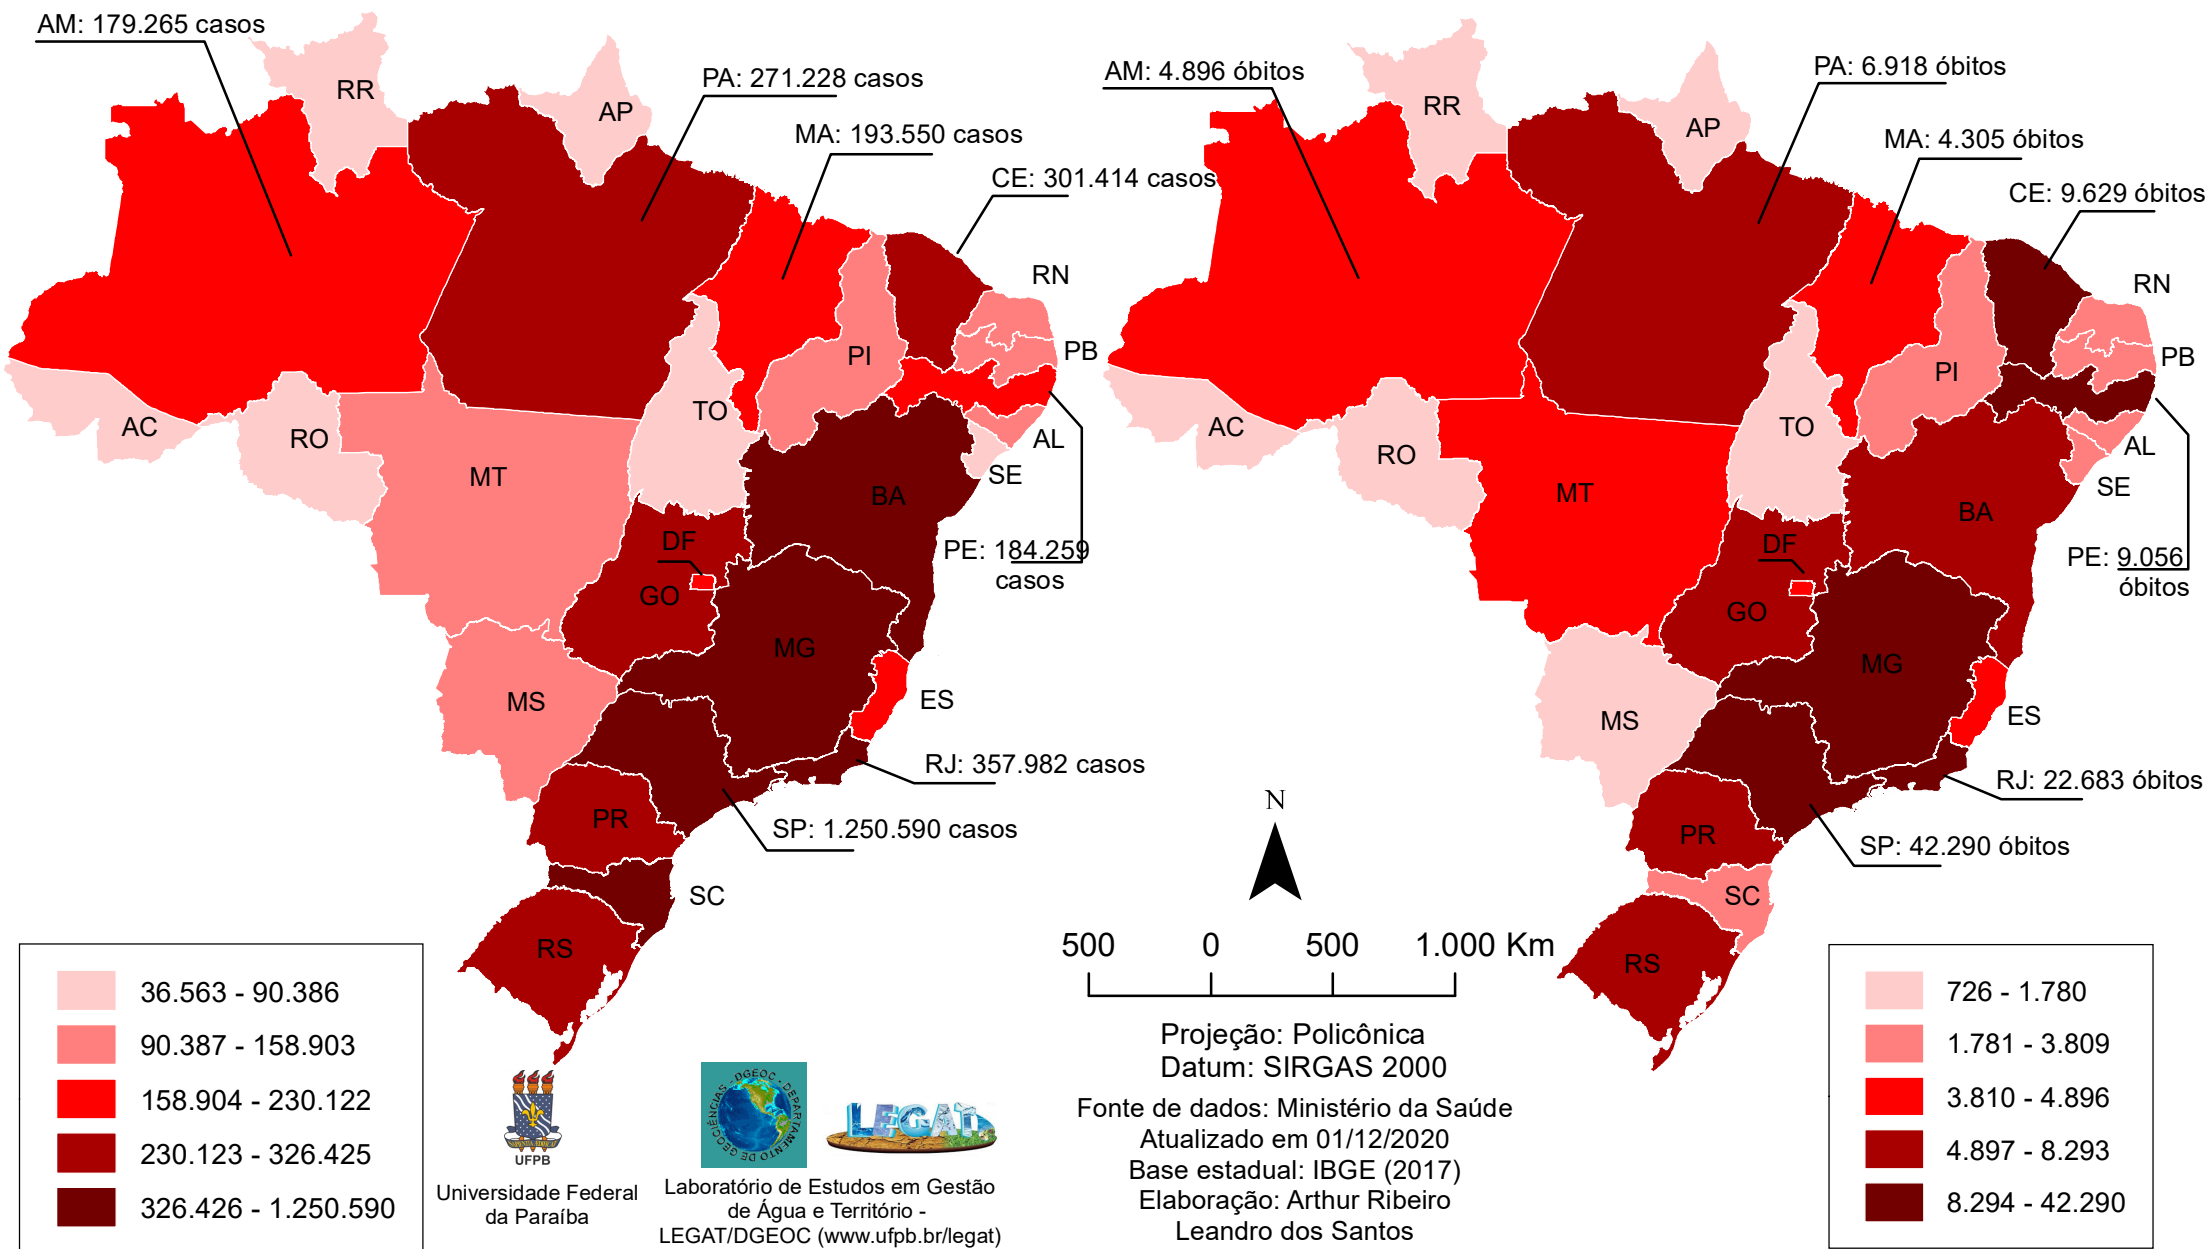 AM: 179.265 casos
RR
AP
PA: 271.228 casos
MA: 193.550 casos
CE: 301.414 casos
RN
PB
PI
TO
AC
RO
MT
AL
SE
BA
PE: 184.259
casos
DF
GO
MG
MS
ES
RJ: 357.982 casos
SP: 1.250.590 casos
PR
SC
RS
36.563 - 90.386
90.387 - 158.903
158.904 - 230.122
230.123 - 326.425
326.426 - 1.250.590
AM: 4.896 óbitos
RR
AP
PA: 6.918 óbitos
MA: 4.305 óbitos
CE: 9.629 óbitos
RN
PB
PI
TO
AC
RO
MT
AL
SE
BA
PE: 9.056
óbitos
DF
GO
MG
MS
ES
RJ: 22.683 óbitos
SP: 42.290 óbitos
PR
SC
RS
N
500 0 500 1.000 Km
Projeção: Policônica
Datum: SIRGAS 2000
Fonte de dados: Ministério da Saúde
Atualizado em 01/12/2020
Base estadual: IBGE (2017)
Elaboração: Arthur Ribeiro
Leandro dos Santos
726 - 1.780
1.781 - 3.809
3.810 - 4.896
4.897 - 8.293
8.294 - 42.290
UFPB
Universidade Federal
da Paraíba
DGEOC - DEPARTAMENTO DE GEOCIÊNCIAS
LEGAT
Laboratório de Estudos em Gestão
de Água e Território -
LEGAT/DGEOC (www.ufpb.br/legat)